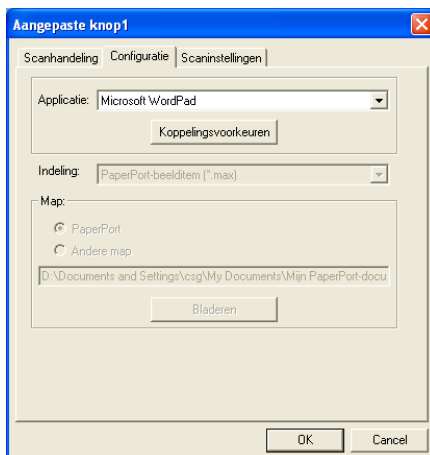 Aangepaste knop1
Scanhandeling Configuratie Scaninstellingen
Applicatie: Microsoft WordPad
Koppelingsvoorkeuren
Indeling: PaperPort-beelditem (*.max)
Map:
PaperPort
Andere map
D:\Documents and Settings\csg\My Documents\Mijn PaperPort-docu
Bladeren
OK Cancel